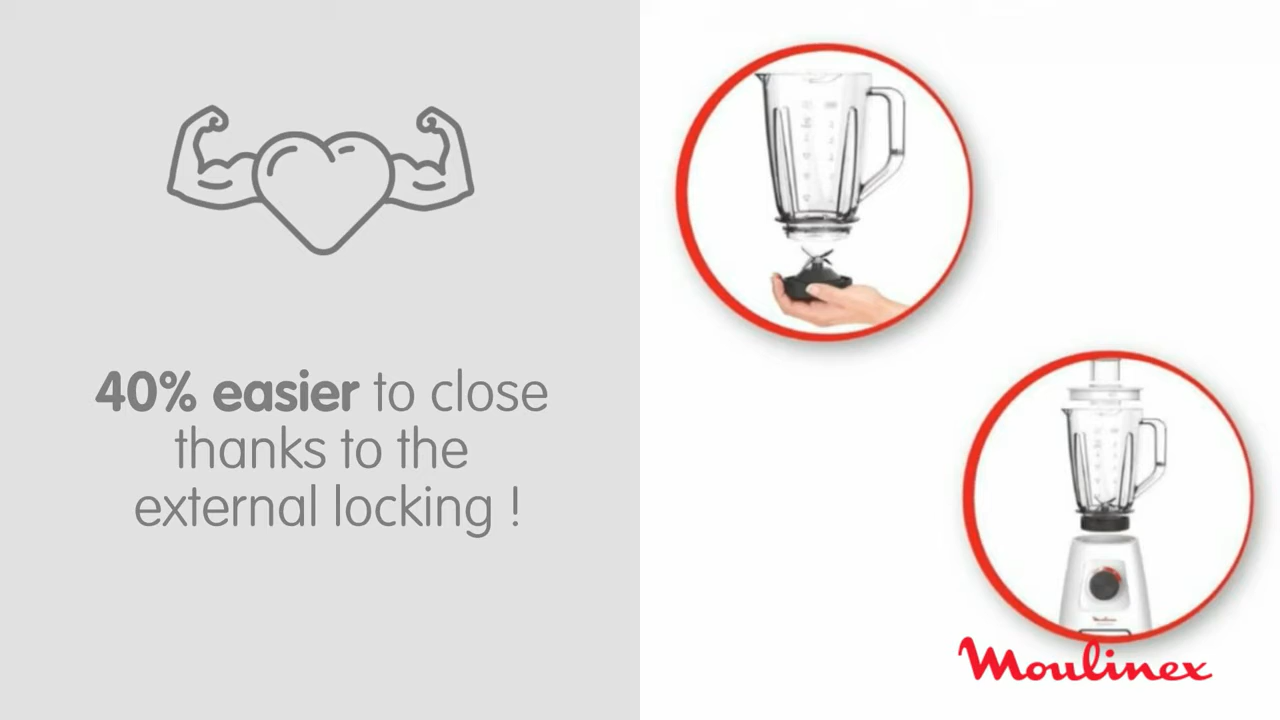 40% easier to close
thanks to the
external locking !
Moulinex